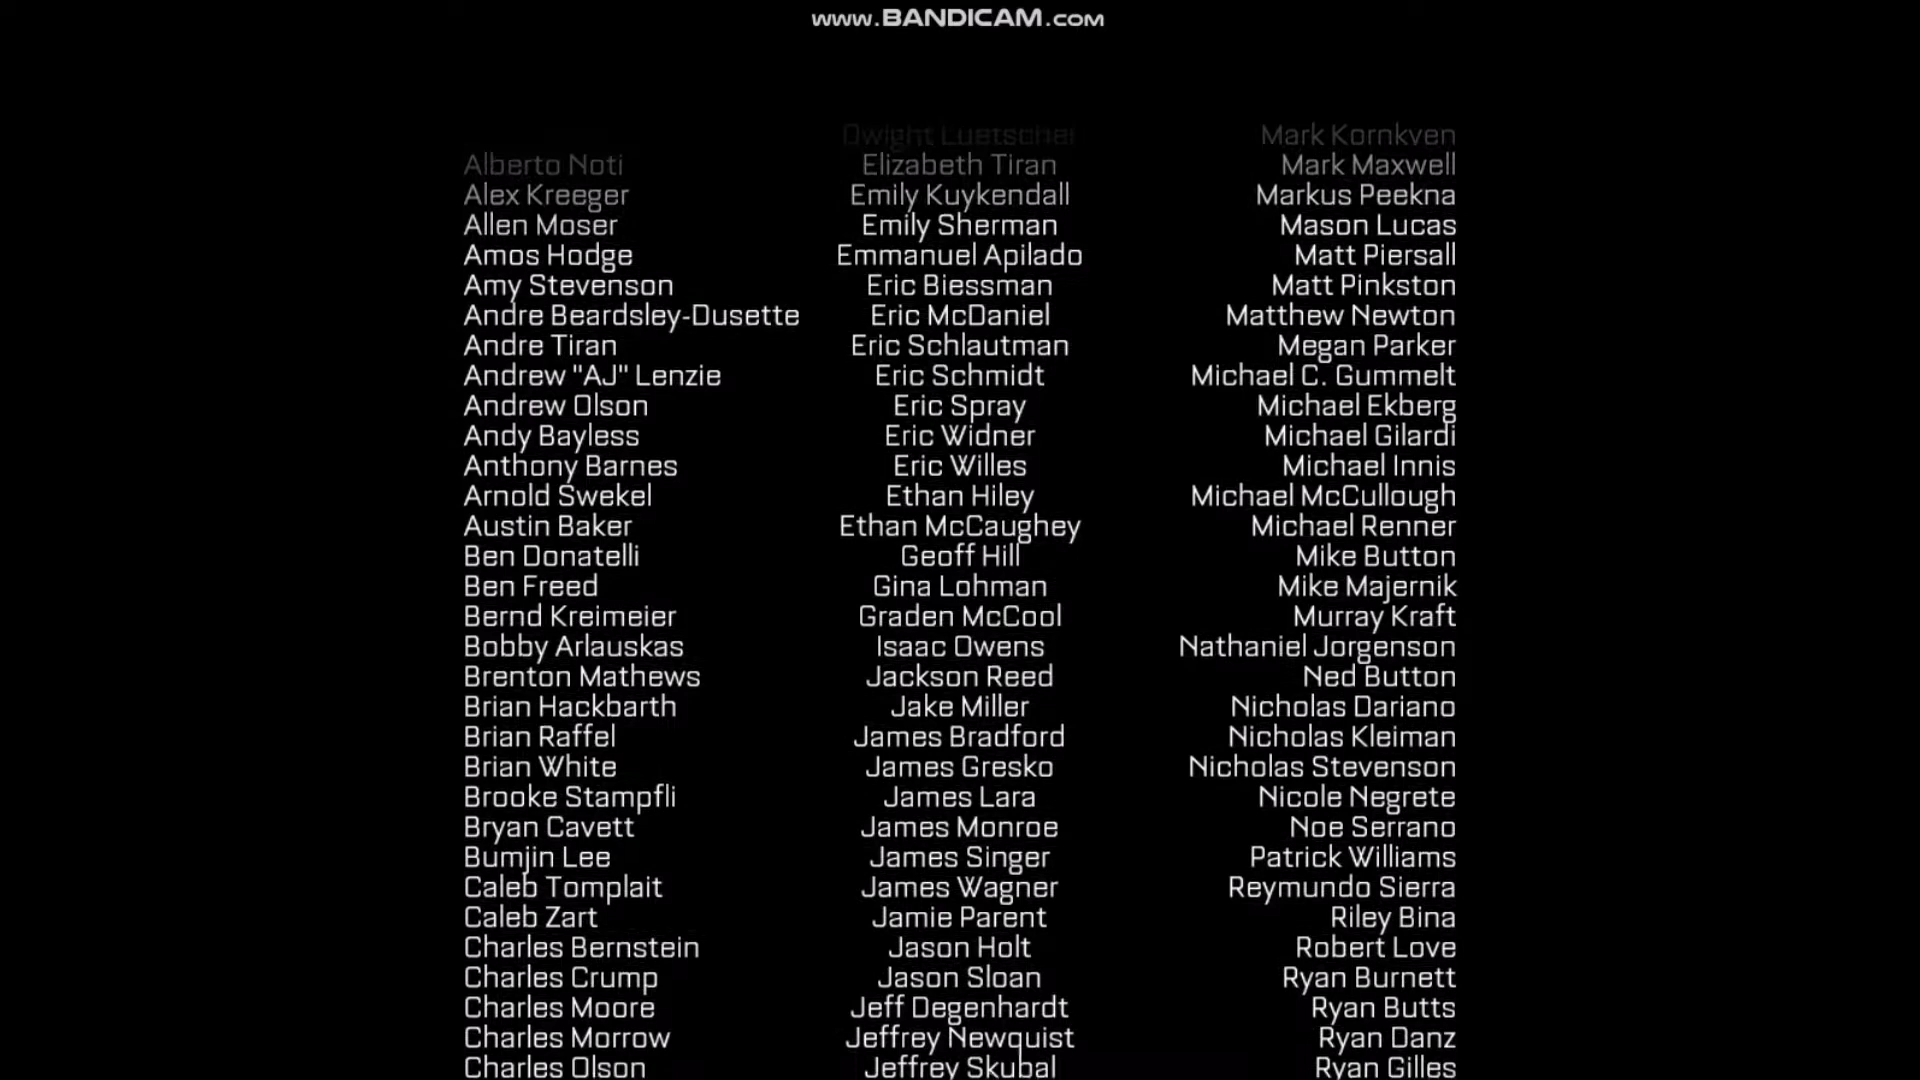 www.BANDICAM.com
Alberto Noti
Alex Kreeger
Allen Moser
Amos Hodge
Amy Stevenson
Andre Beardsley-Dusette
Andre Tiran
Andrew "AJ" Lenzie
Andrew Olson
Andy Bayless
Anthony Barnes
Arnold Swekel
Austin Baker
Ben Donatelli
Ben Freed
Bernd Kreimeier
Bobby Arlauskas
Brenton Mathews
Brian Hackbarth
Brian Raffel
Brian White
Brooke Stampfli
Bryan Cavett
Bumjin Lee
Caleb Tomplait
Caleb Zart
Charles Bernstein
Charles Crump
Charles Moore
Charles Morrow
Charles Olson
Dwight Luetscher
Elizabeth Tiran
Emily Kuykendall
Emily Sherman
Emmanuel Apilado
Eric Biessman
Eric McDaniel
Eric Schlautman
Eric Schmidt
Eric Spray
Eric Widner
Eric Willes
Ethan Hiley
Ethan McCaughey
Geoff Hill
Gina Lohman
Graden McCool
Isaac Owens
Jackson Reed
Jake Miller
James Bradford
James Gresko
James Lara
James Monroe
James Singer
James Wagner
Jamie Parent
Jason Holt
Jason Sloan
Jeff Degenhardt
Jeffrey Newquist
Jeffrey Skubal
Mark Kornkven
Mark Maxwell
Markus Peekna
Mason Lucas
Matt Piersall
Matt Pinkston
Matthew Newton
Megan Parker
Michael C. Gummelt
Michael Ekberg
Michael Gilardi
Michael Innis
Michael McCullough
Michael Renner
Mike Button
Mike Majernik
Murray Kraft
Nathaniel Jorgenson
Ned Button
Nicholas Dariano
Nicholas Kleiman
Nicholas Stevenson
Nicole Negrete
Noe Serrano
Patrick Williams
Reymundo Sierra
Riley Bina
Robert Love
Ryan Burnett
Ryan Butts
Ryan Danz
Ryan Gilles